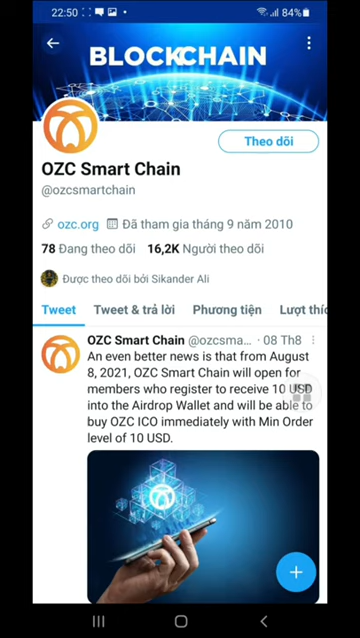 22:50
84%
BLOCKCHAIN
Theo dõi
OZC Smart Chain
@ozcsmartchain
ozc.org Đã tham gia tháng 9 năm 2010
78 Đang theo dõi 16,2K Người theo dõi
Được theo dõi bởi Sikander Ali
Tweet Tweet & trả lời Phương tiện Lượt thíc
OZC Smart Chain @ozcsma... · 08 Th8
An even better news is that from August
8, 2021, OZC Smart Chain will open for
members who register to receive 10 USD
into the Airdrop Wallet and will be able to
buy OZC ICO immediately with Min Order
level of 10 USD.